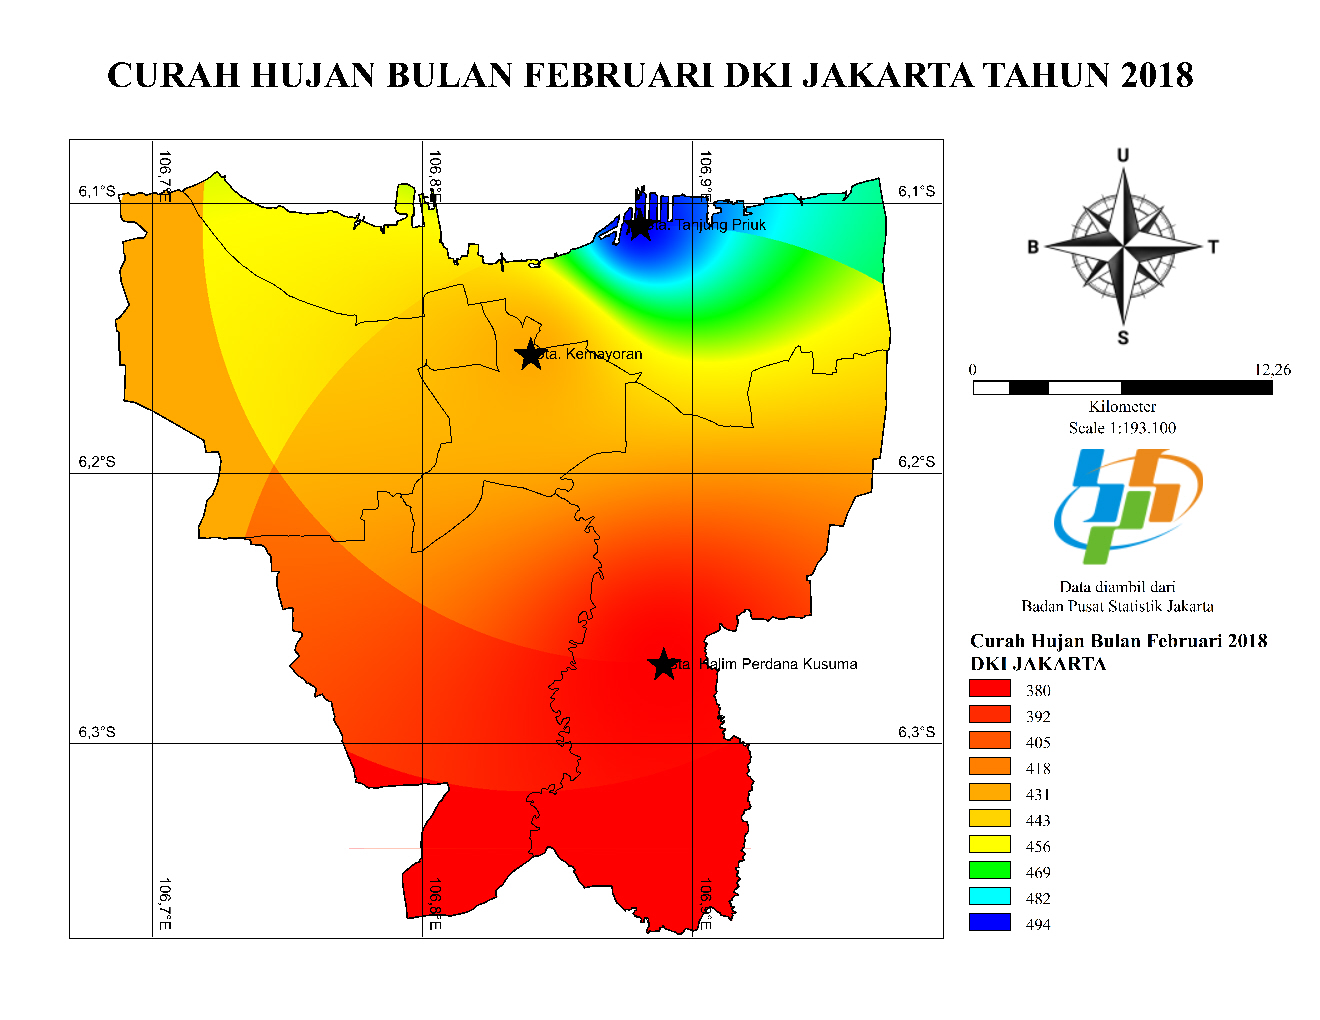 CURAH HUJAN BULAN FEBRUARI DKI JAKARTA TAHUN 2018
106,7°E
106,8°E
106,9°E
6,1°S
6,1°S
Sta. Tanjung Priuk
Sta. Kemayoran
6,2°S
6,2°S
Sta. Halim Perdana Kusuma
6,3°S
6,3°S
106,7°E
106,8°E
106,9°E
U
B
T
S
0 12,26
Kilometer
Scale 1:193.100
Data diambil dari
Badan Pusat Statistik Jakarta
Curah Hujan Bulan Februari 2018
DKI JAKARTA
380
392
405
418
431
443
456
469
482
494